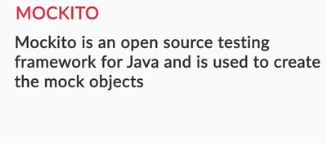 MOCKITO
Mockito is an open source testing
framework for Java and is used to create
the mock objects